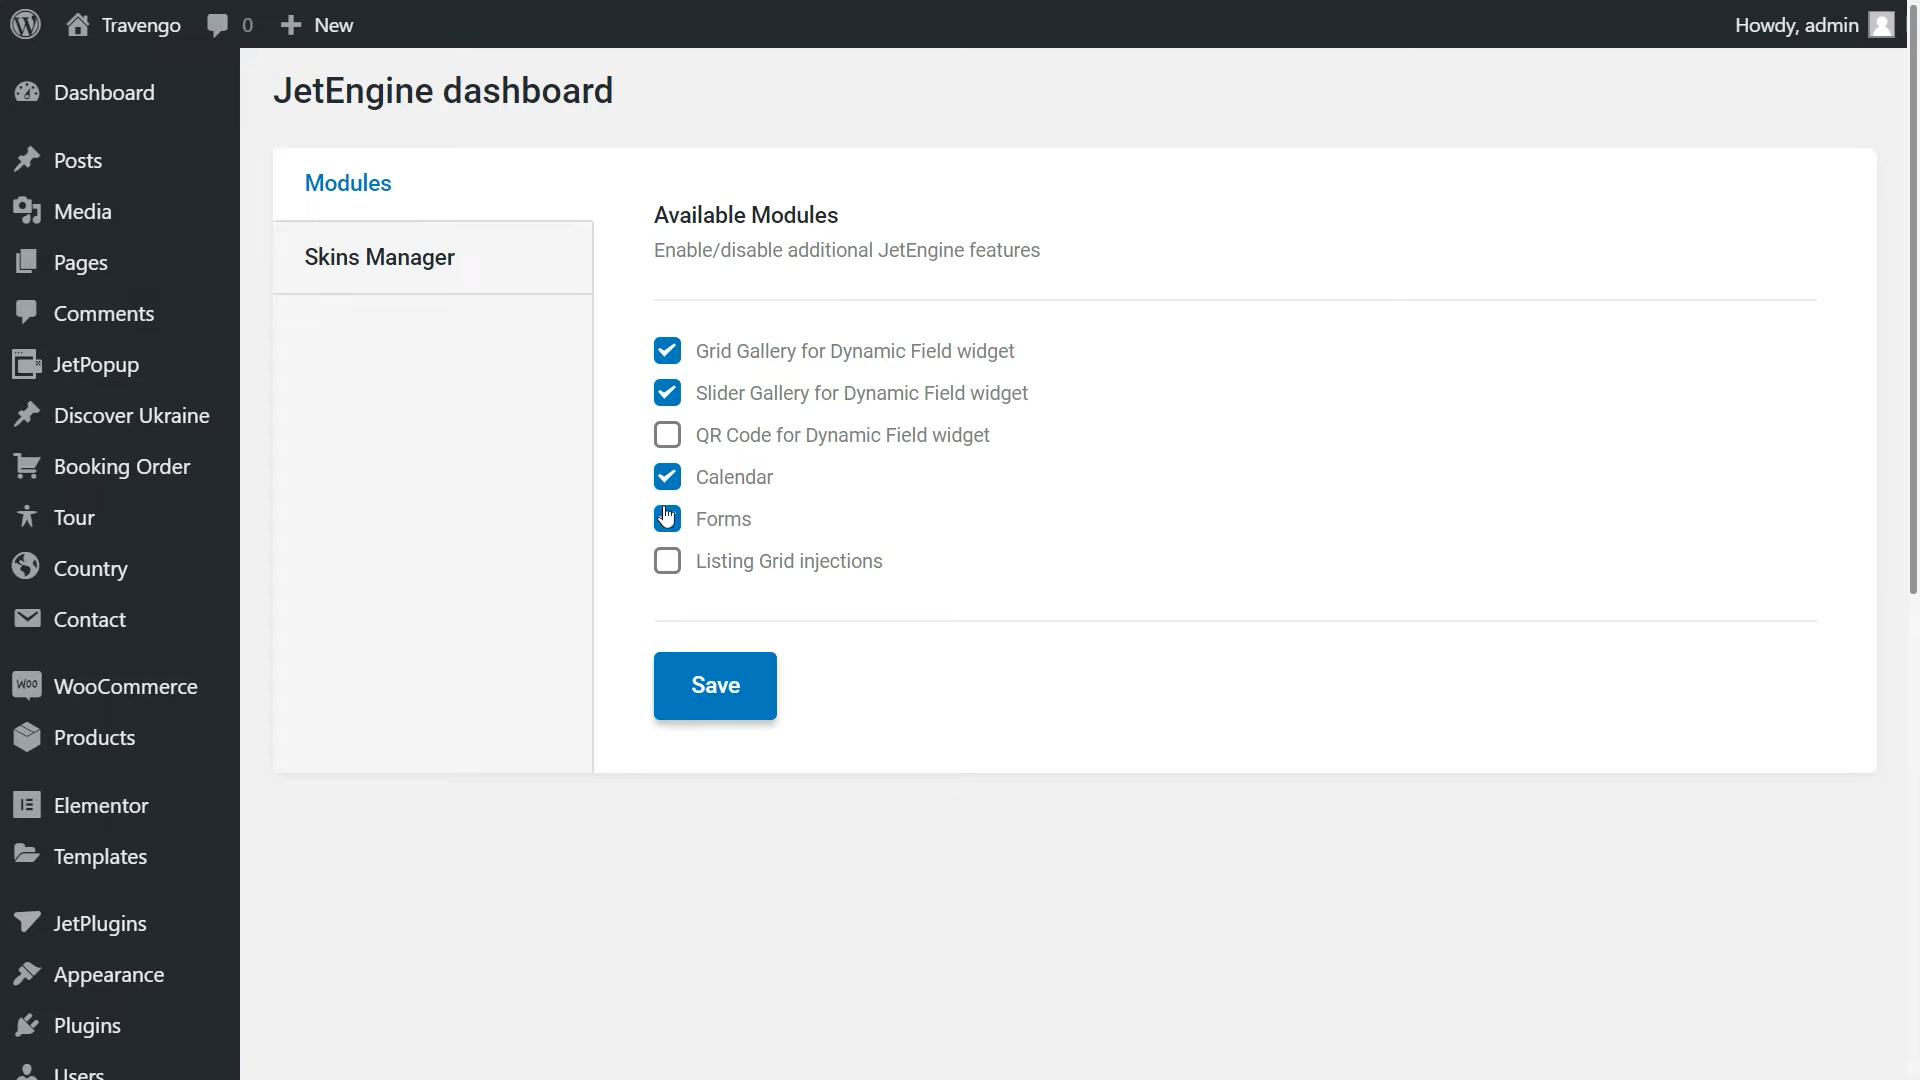 Travengo
0
New
Howdy, admin
Dashboard
Posts
Media
Pages
Comments
JetPopup
Discover Ukraine
Booking Order
Tour
Country
Contact
WOO WooCommerce
Products
Elementor
Templates
JetPlugins
Appearance
Plugins
Users
JetEngine dashboard
Modules
Skins Manager
Available Modules
Enable/disable additional JetEngine features
Grid Gallery for Dynamic Field widget
Slider Gallery for Dynamic Field widget
QR Code for Dynamic Field widget
Calendar
Forms
Listing Grid injections
Save